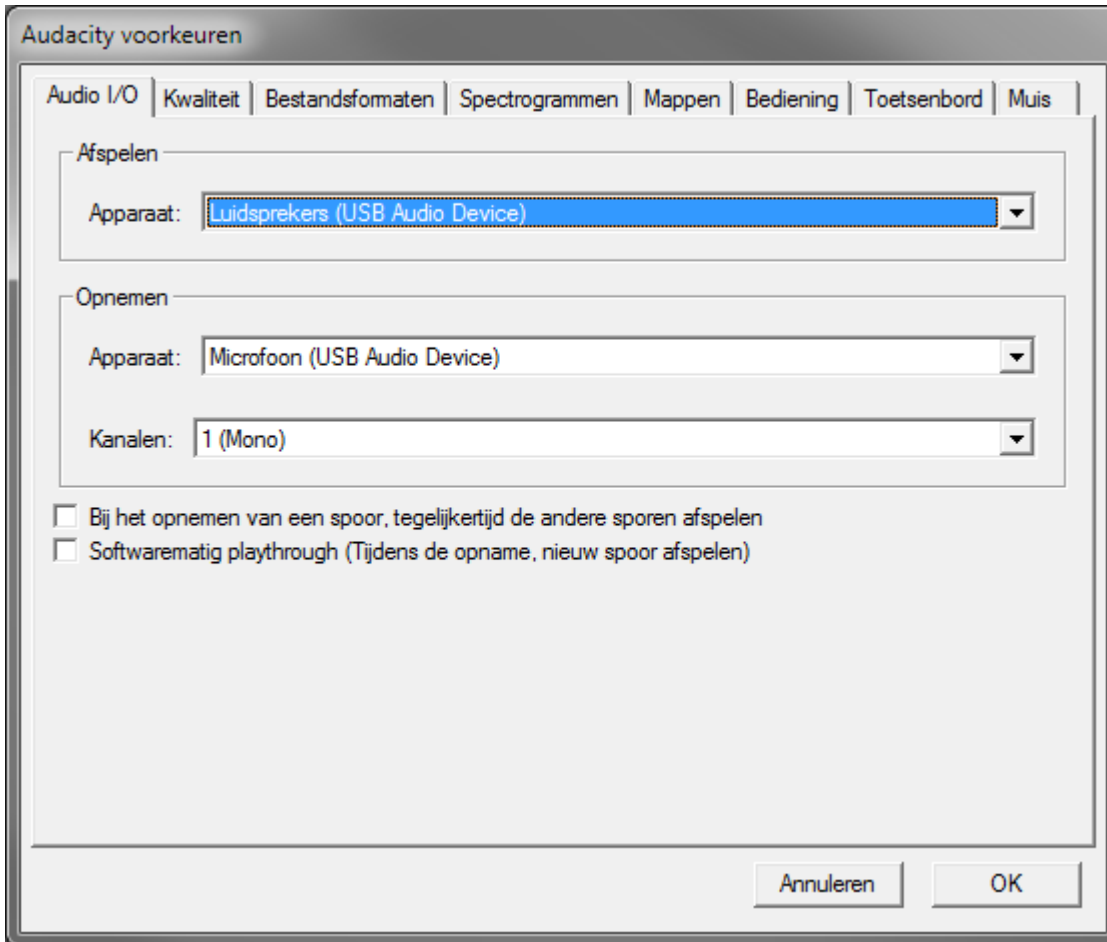 Audacity voorkeuren
Audio I/O Kwaliteit Bestandsformaten Spectrogrammen Mappen Bediening Toetsenbord Muis
Afspelen
Apparaat: Luidsprekers (USB Audio Device)
Opnemen
Apparaat: Microfoon (USB Audio Device)
Kanalen: 1 (Mono)
Bij het opnemen van een spoor, tegelijkertijd de andere sporen afspelen
Softwarematig playthrough (Tijdens de opname, nieuw spoor afspelen)
Annuleren OK